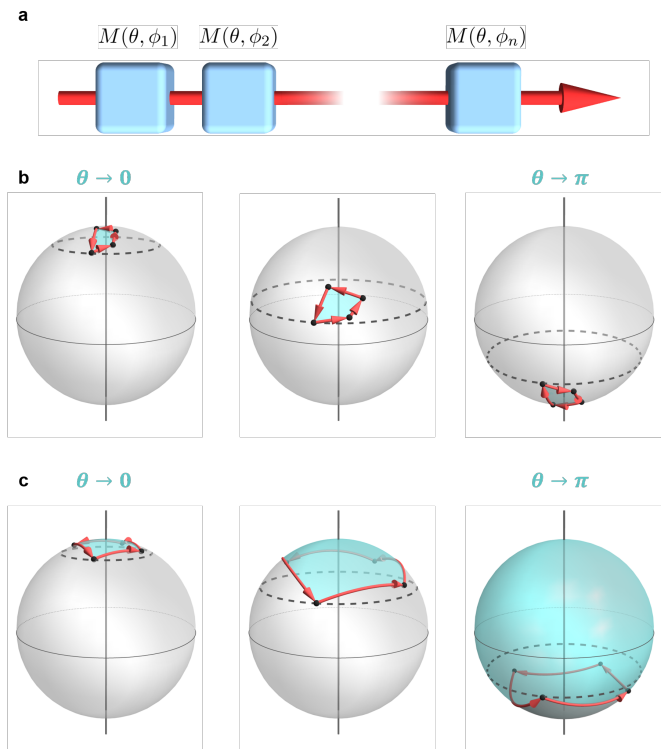 a
M(θ, ϕ₁) M(θ, ϕ₂) M(θ, ϕₙ)
b
θ → 0 θ → π
c
θ → 0 θ → π